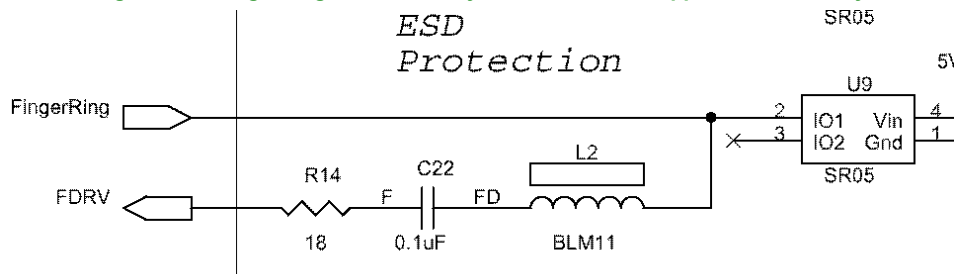 ESD
SR05
Protection
5V
U9
FingerRing
2 IO1 Vin 4
3 IO2 Gnd 1
L2
SR05
R14
C22
FDRV
F
FD
18
0.1uF
BLM11